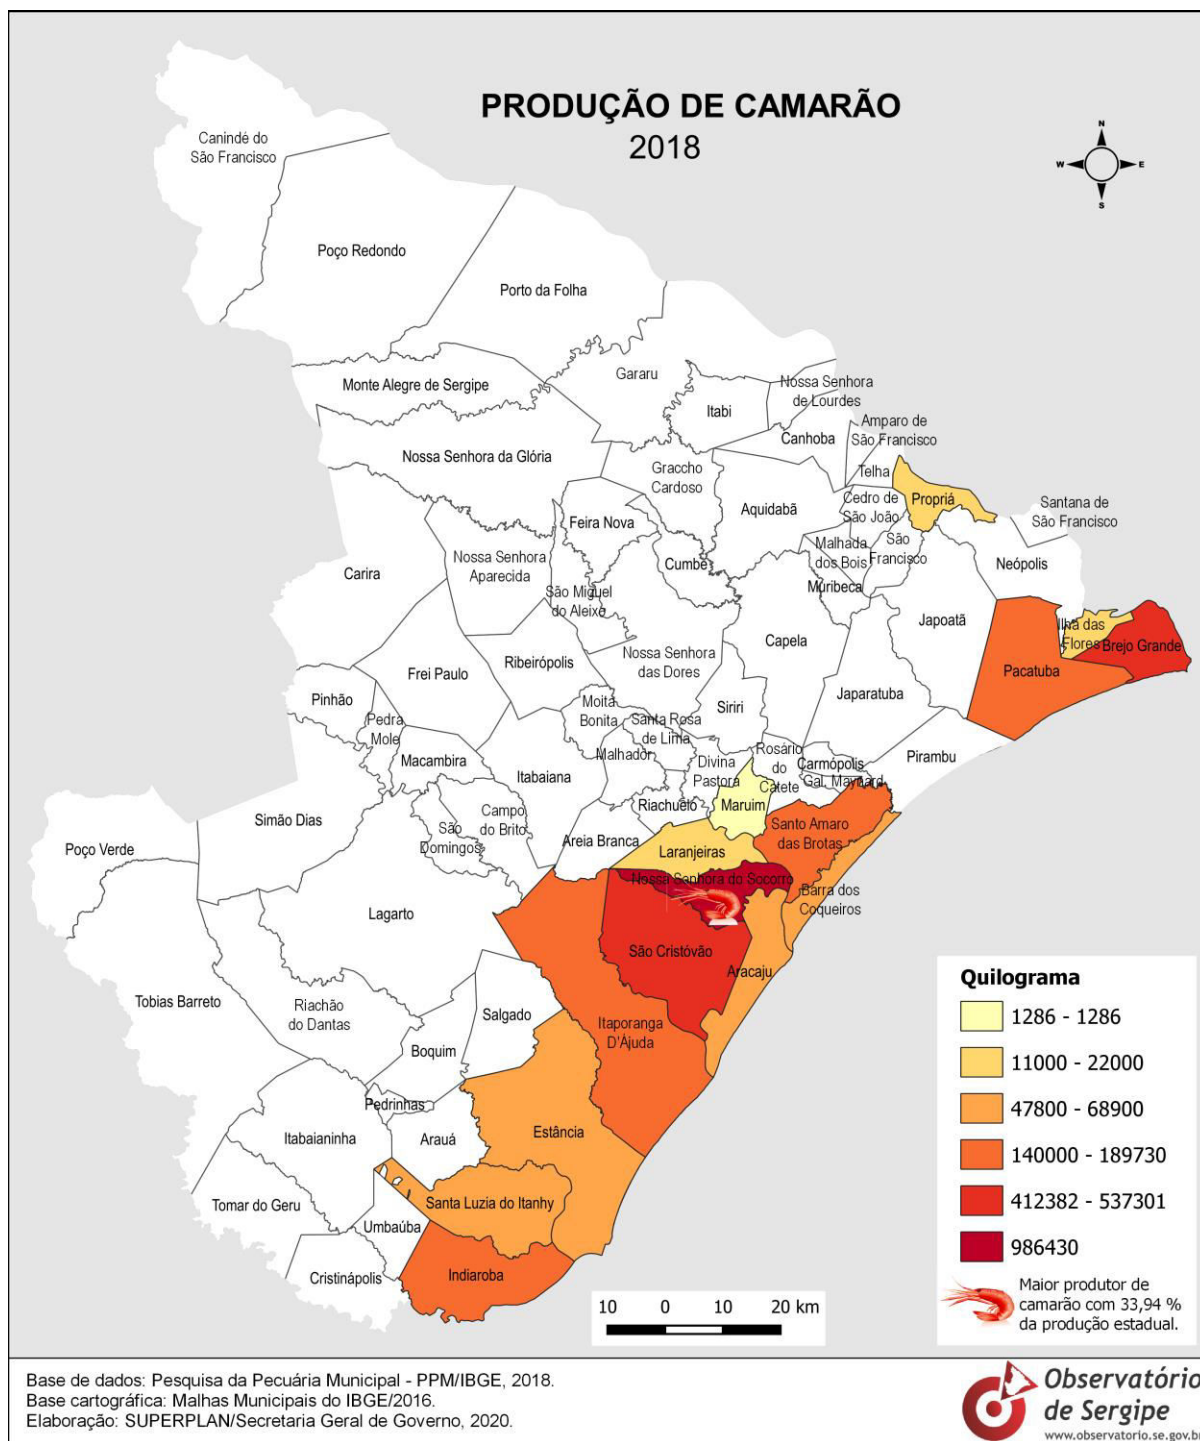 PRODUÇÃO DE CAMARÃO
2018
N
W
E
S
Canindé do
São Francisco
Poço Redondo
Porto da Folha
Monte Alegre de Sergipe
Gararu
Itabi
Nossa Senhora
de Lourdes
Canhoba
Amparo de
São Francisco
Telha
Nossa Senhora da Glória
Graccho
Cardoso
Aquidabã
Cedro de
São João
Propriá
Santana de
São Francisco
Feira Nova
Malhada
dos Bois
São
Francisco
Neópolis
Nossa Senhora
Aparecida
Cumbe
Carira
São Miguel
do Aleixo
Muribeca
Japoatã
Ilha das
Flores
Brejo Grande
Capela
Nossa Senhora
das Dores
Ribeirópolis
Frei Paulo
Pacatuba
Japaratuba
Pinhão
Pedra
Mole
Moita
Bonita
Santa Rosa
de Lima
Siriri
Macambira
Malhador
Itabaiana
Divina
Pastora
Rosário
do
Catete
Carmópolis
Gal. Maynard
Pirambu
Riachuelo
Maruim
Simão Dias
São
Domingos
Campo
do Brito
Areia Branca
Laranjeiras
Santo Amaro
das Brotas
Poço Verde
Nossa Senhora do Socorro
Barra dos
Coqueiros
Lagarto
São Cristóvão
Aracaju
Tobias Barreto
Riachão
do Dantas
Salgado
Itaporanga
D'Ájuda
Boquim
Pedrinhas
Itabaianinha
Arauá
Estância
Tomar do Geru
Santa Luzia do Itanhy
Umbaúba
Cristinápolis
Indiaroba
Quilograma
1286 - 1286
11000 - 22000
47800 - 68900
140000 - 189730
412382 - 537301
986430
Maior produtor de
camarão com 33,94 %
da produção estadual.
10 0 10 20 km
Base de dados: Pesquisa da Pecuária Municipal - PPM/IBGE, 2018.
Base cartográfica: Malhas Municipais do IBGE/2016.
Elaboração: SUPERPLAN/Secretaria Geral de Governo, 2020.
Observatório
de Sergipe
www.observatorio.se.gov.b